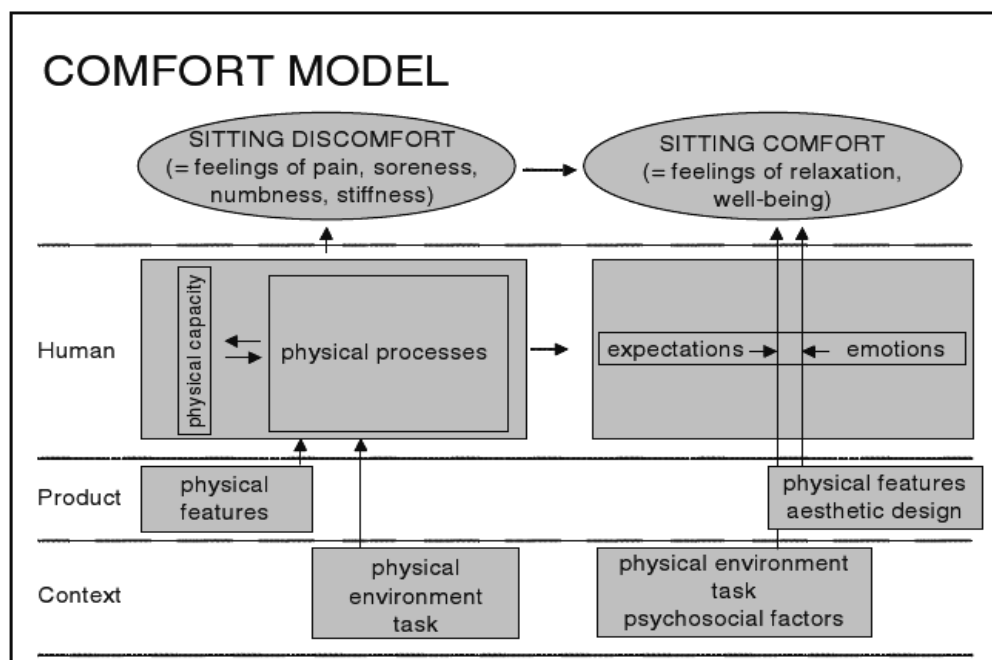 COMFORT MODEL
SITTING DISCOMFORT
(= feelings of pain, soreness,
numbness, stiffness)
SITTING COMFORT
(= feelings of relaxation,
well-being)
Human
physical capacity
physical processes
expectations
emotions
Product
physical
features
physical features
aesthetic design
Context
physical
environment
task
physical environment
task
psychosocial factors